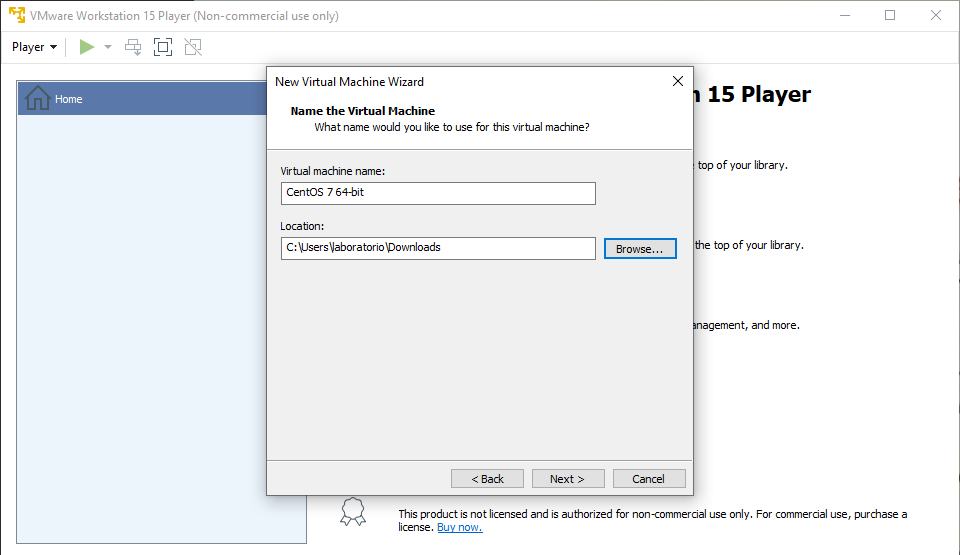 VMware Workstation 15 Player (Non-commercial use only)
Player
Home
New Virtual Machine Wizard
Name the Virtual Machine
What name would you like to use for this virtual machine?
Virtual machine name:
CentOS 7 64-bit
Location:
C:\Users\laboratorio\Downloads
Browse...
< Back
Next >
Cancel
15 Player
top of your library.
the top of your library.
management, and more.
This product is not licensed and is authorized for non-commercial use only. For commercial use, purchase a
license. Buy now.